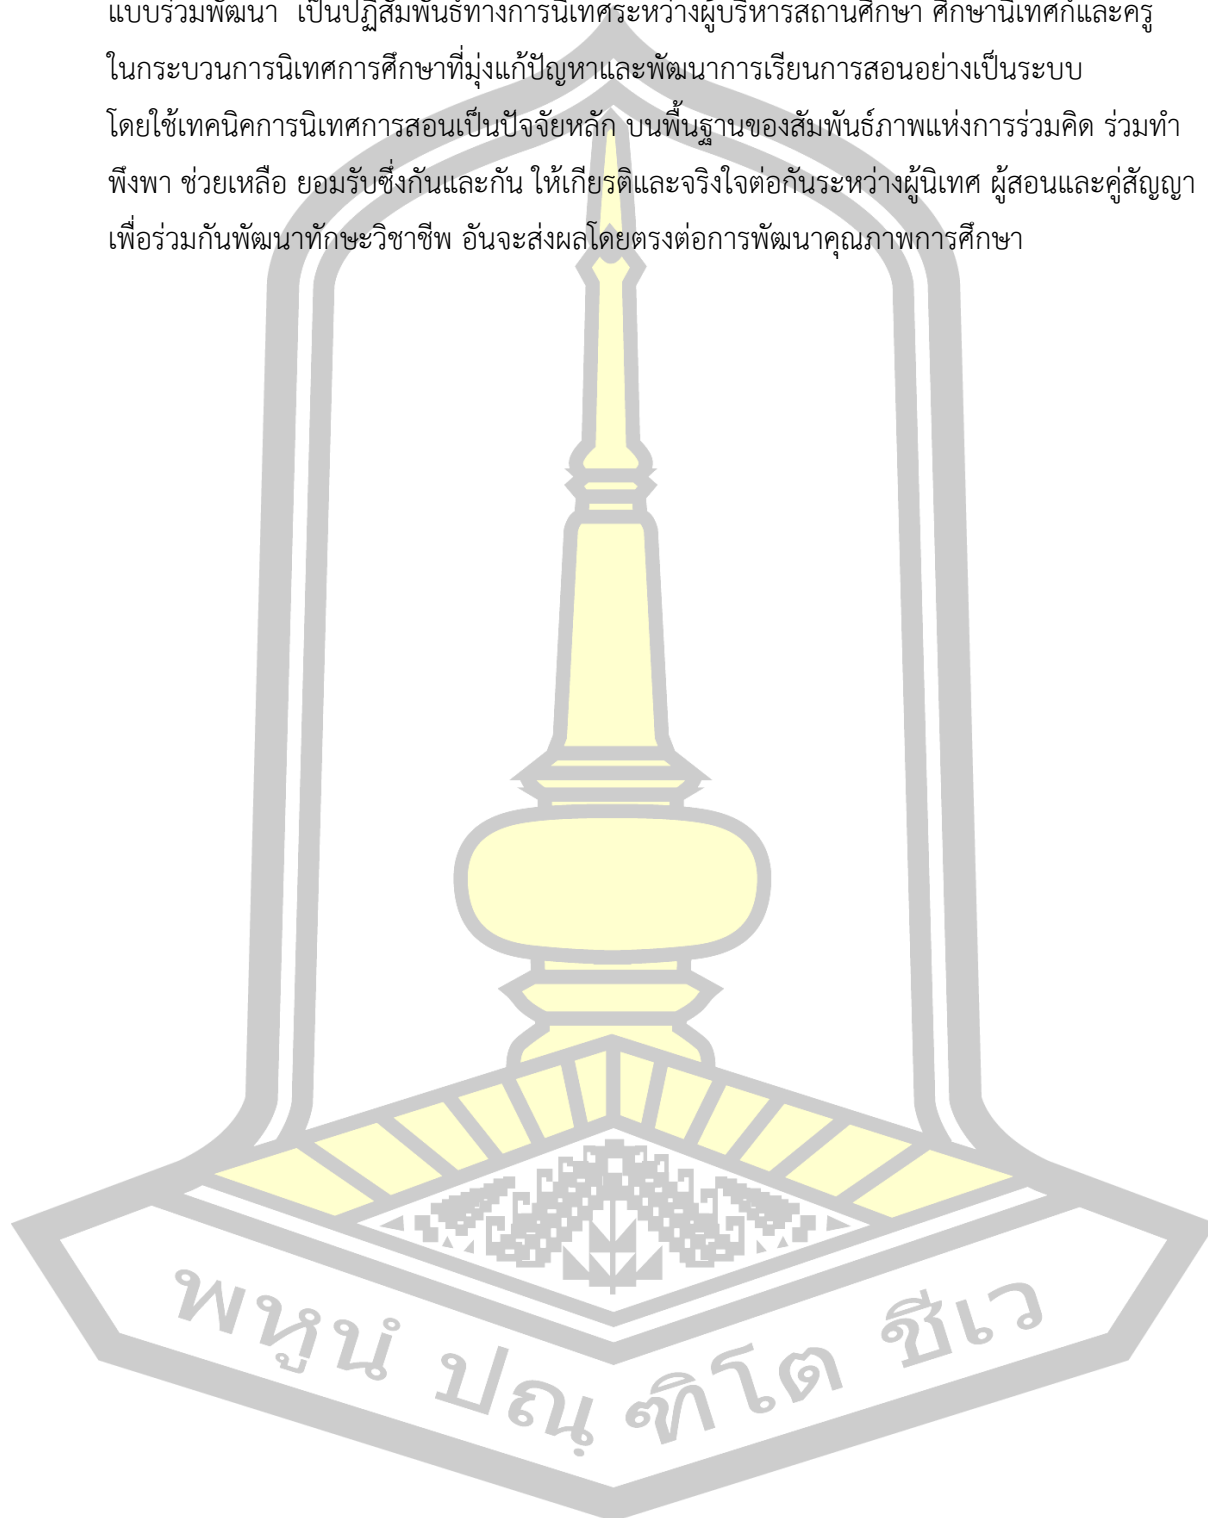 แบบร่วมพัฒนา เป็นปฏิสัมพันธ์ทางการนิเทศระหว่างผู้บริหารสถานศึกษา ศึกษานิเทศก์และครู
ในกระบวนการนิเทศการศึกษาที่มุ่งแก้ปัญหาและพัฒนาการเรียนการสอนอย่างเป็นระบบ
โดยใช้เทคนิคการนิเทศการสอนเป็นปัจจัยหลัก บนพื้นฐานของสัมพันธ์ภาพแห่งการร่วมคิด ร่วมทำ
พึงพา ช่วยเหลือ ยอมรับซึ่งกันและกัน ให้เกียรติและจริงใจต่อกันระหว่างผู้นิเทศ ผู้สอนและคู่สัญญา
เพื่อร่วมกันพัฒนาทักษะวิชาชีพ อันจะส่งผลโดยตรงต่อการพัฒนาคุณภาพการศึกษา
พหูนํ ปณฺฑิโต ชีเว